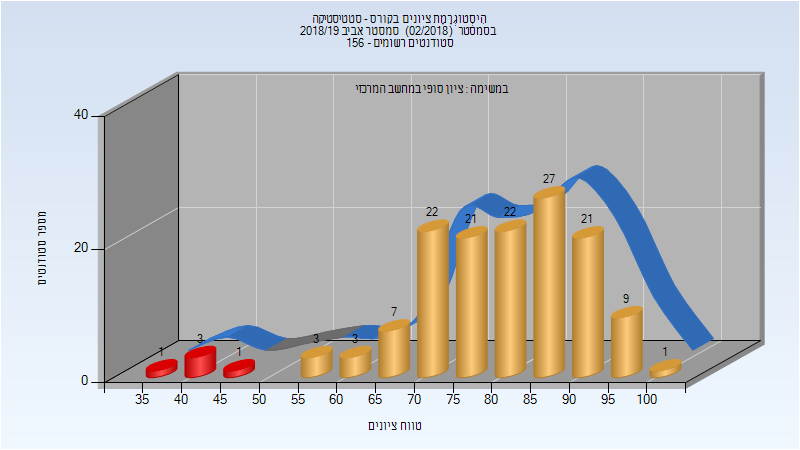 היסטוגרמת ציונים בקורס - סטטיסטיקה
בסמסטר (02/2018) סמסטר אביב 2018/19
סטודנטים רשומים - 156
במשימה : ציון סופי במחשב המרכזי
מספר סטודנטים
40
20
0
1
3
1
3
3
7
22
21
22
27
21
9
1
35 40 45 50 55 60 65 70 75 80 85 90 95 100
טווח ציונים